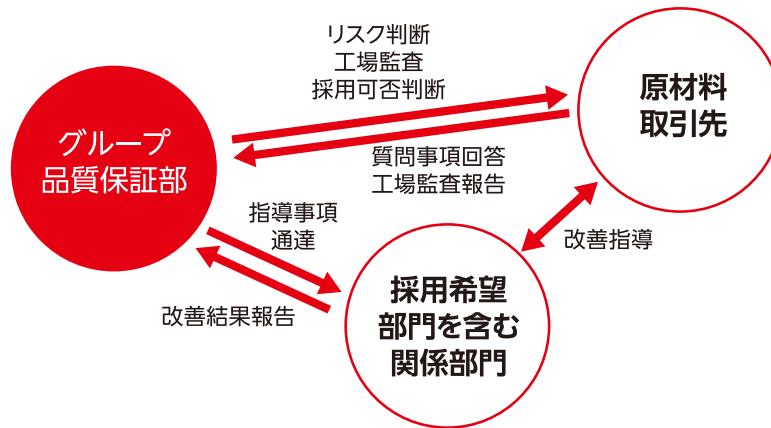 リスク判断
工場監査
採用可否判断
原材料
取引先
グループ
品質保証部
質問事項回答
工場監査報告
指導事項
通達
改善指導
改善結果報告
採用希望
部門を含む
関係部門